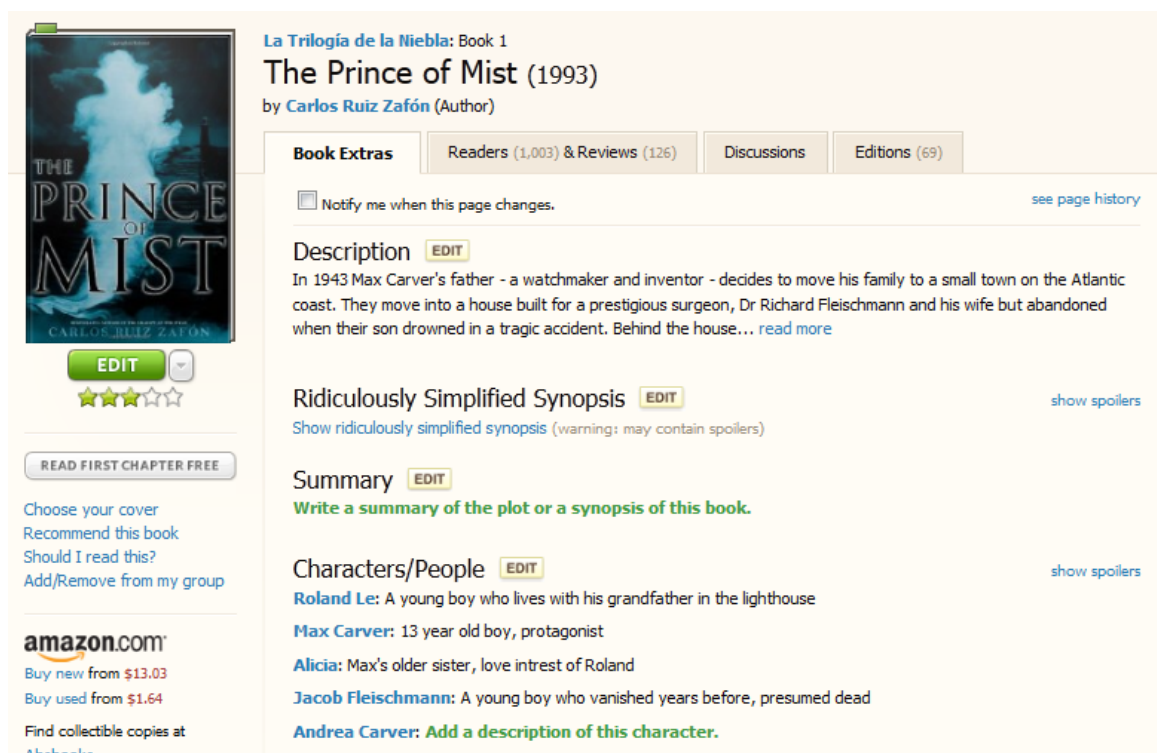 La Trilogía de la Niebla: Book 1
The Prince of Mist (1993)
by Carlos Ruiz Zafón (Author)
Book Extras
Readers (1,003) & Reviews (126)
Discussions
Editions (69)
Notify me when this page changes.
see page history
Description EDIT
In 1943 Max Carver's father - a watchmaker and inventor - decides to move his family to a small town on the Atlantic
coast. They move into a house built for a prestigious surgeon, Dr Richard Fleischmann and his wife but abandoned
when their son drowned in a tragic accident. Behind the house... read more
Ridiculously Simplified Synopsis EDIT
show spoilers
Show ridiculously simplified synopsis (warning: may contain spoilers)
Summary EDIT
Write a summary of the plot or a synopsis of this book.
Characters/People EDIT
show spoilers
Roland Le: A young boy who lives with his grandfather in the lighthouse
Max Carver: 13 year old boy, protagonist
Alicia: Max's older sister, love intrest of Roland
Jacob Fleischmann: A young boy who vanished years before, presumed dead
Andrea Carver: Add a description of this character.
THE
PRINCE
OF
MIST
CARLOS RUIZ ZAFÓN
EDIT
READ FIRST CHAPTER FREE
Choose your cover
Recommend this book
Should I read this?
Add/Remove from my group
amazon.com
Buy new from $13.03
Buy used from $1.64
Find collectible copies at